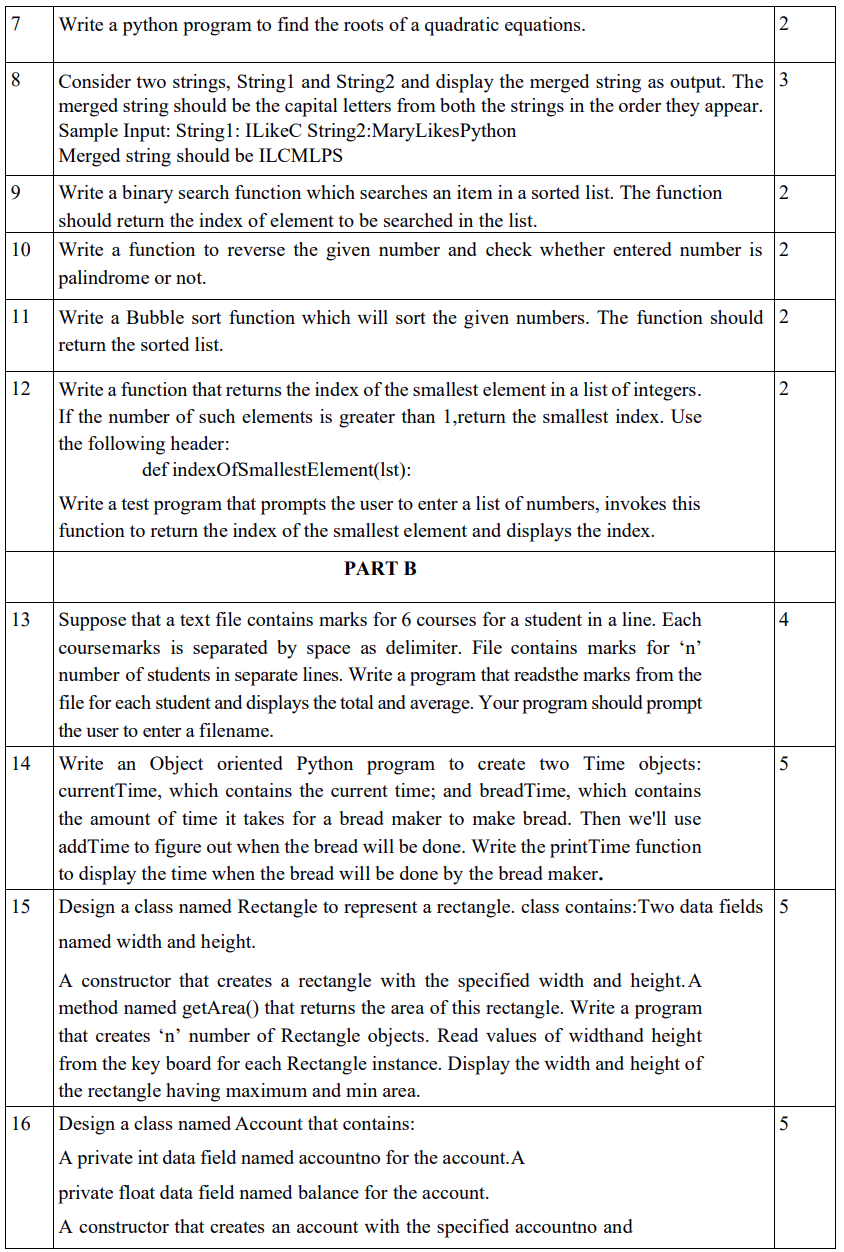 7 Write a python program to find the roots of a quadratic equations. 2
8 Consider two strings, String1 and String2 and display the merged string as output. The 3
merged string should be the capital letters from both the strings in the order they appear.
Sample Input: String1: ILikeC String2:MaryLikesPython
Merged string should be ILCMLPS
9 Write a binary search function which searches an item in a sorted list. The function 2
should return the index of element to be searched in the list.
10 Write a function to reverse the given number and check whether entered number is 2
palindrome or not.
11 Write a Bubble sort function which will sort the given numbers. The function should 2
return the sorted list.
12 Write a function that returns the index of the smallest element in a list of integers. 2
If the number of such elements is greater than 1,return the smallest index. Use
the following header:
def indexOfSmallestElement(lst):
Write a test program that prompts the user to enter a list of numbers, invokes this
function to return the index of the smallest element and displays the index.
PART B
13 Suppose that a text file contains marks for 6 courses for a student in a line. Each 4
coursemarks is separated by space as delimiter. File contains marks for ‘n’
number of students in separate lines. Write a program that readsthe marks from the
file for each student and displays the total and average. Your program should prompt
the user to enter a filename.
14 Write an Object oriented Python program to create two Time objects: 5
currentTime, which contains the current time; and breadTime, which contains
the amount of time it takes for a bread maker to make bread. Then we'll use
addTime to figure out when the bread will be done. Write the printTime function
to display the time when the bread will be done by the bread maker.
15 Design a class named Rectangle to represent a rectangle. class contains:Two data fields 5
named width and height.
A constructor that creates a rectangle with the specified width and height.A
method named getArea() that returns the area of this rectangle. Write a program
that creates ‘n’ number of Rectangle objects. Read values of widthand height
from the key board for each Rectangle instance. Display the width and height of
the rectangle having maximum and min area.
16 Design a class named Account that contains: 5
A private int data field named accountno for the account.A
private float data field named balance for the account.
A constructor that creates an account with the specified accountno and